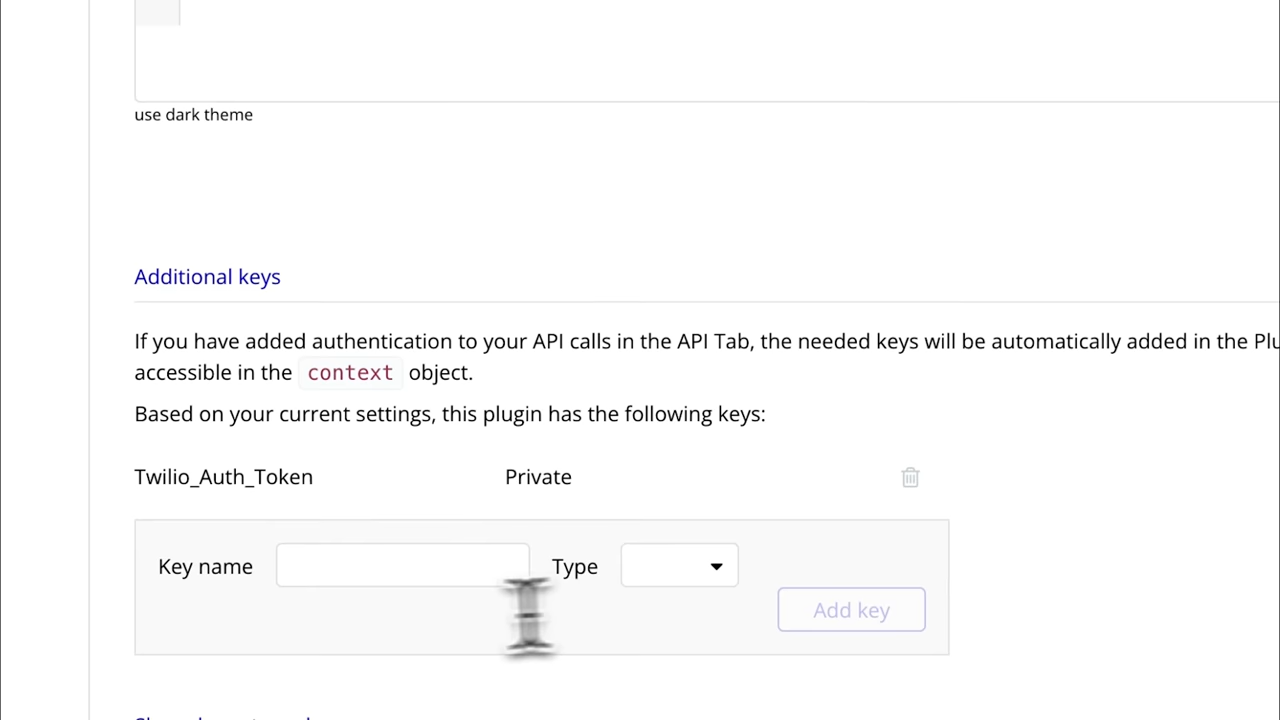 use dark theme
Additional keys
If you have added authentication to your API calls in the API Tab, the needed keys will be automatically added in the
accessible in the context object.
Based on your current settings, this plugin has the following keys:
Twilio_Auth_Token Private
Key name Type
Add key